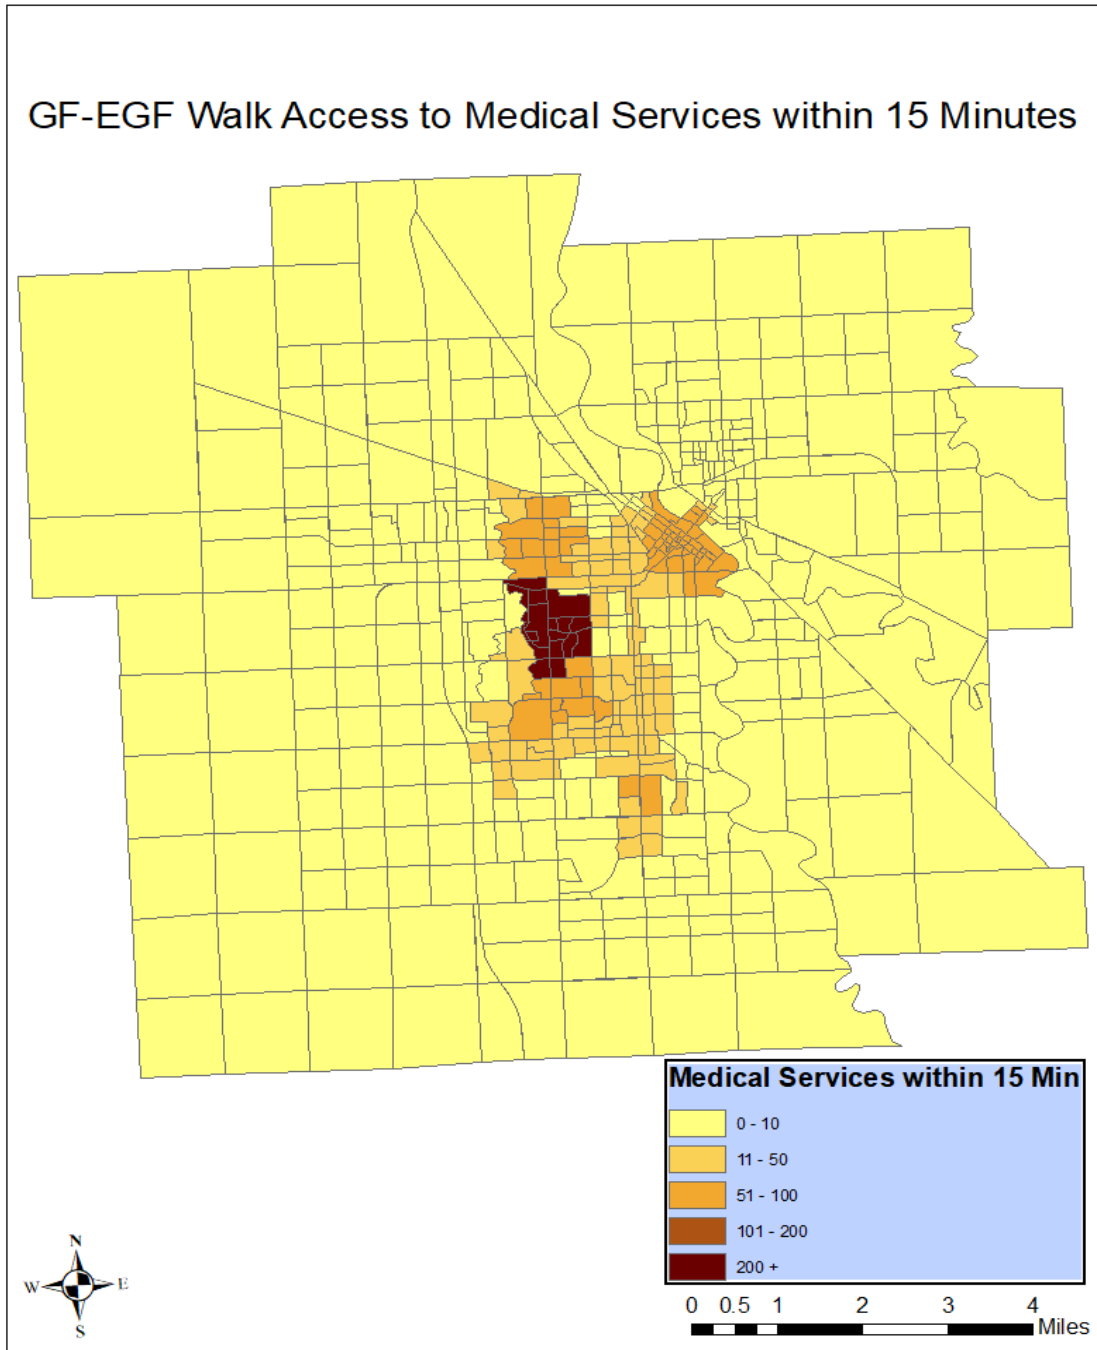 GF-EGF Walk Access to Medical Services within 15 Minutes
Medical Services within 15 Min
0 - 10
11 - 50
51 - 100
101 - 200
200 +
N
W E
S
0 0.5 1 2 3 4
Miles